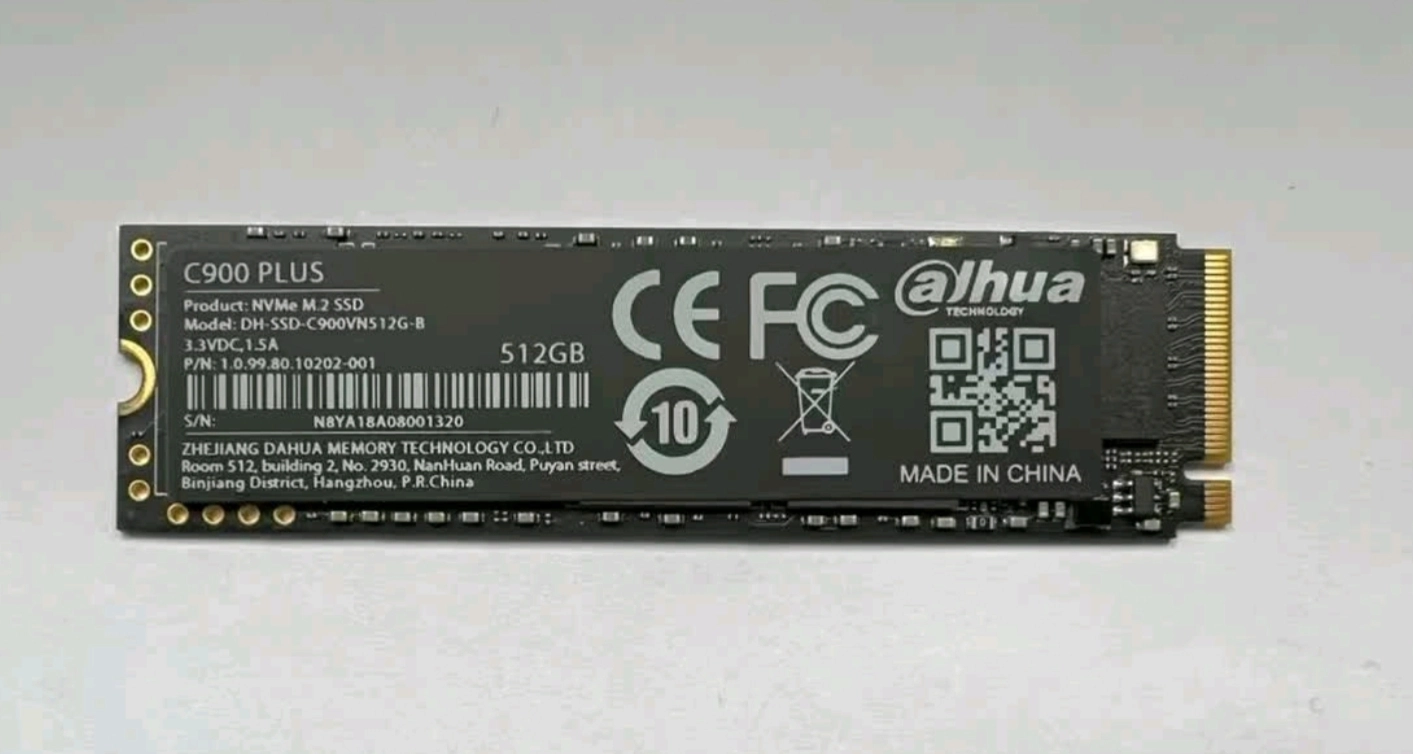 C900 PLUS
Product: NVMe M.2 SSD
Model: DH-SSD-C900VN512G-B
3.3VDC,1.5A
P/N: 1.0.99.80.10202-001
512GB
S/N: N8YA18A08001320
ZHEJIANG DAHUA MEMORY TECHNOLOGY CO.,LTD
Room 512, building 2, No. 2930, NanHuan Road, Puyan street,
Binjiang District, Hangzhou, P.R.China
CE FC
10
alhua
TECHNOLOGY
MADE IN CHINA